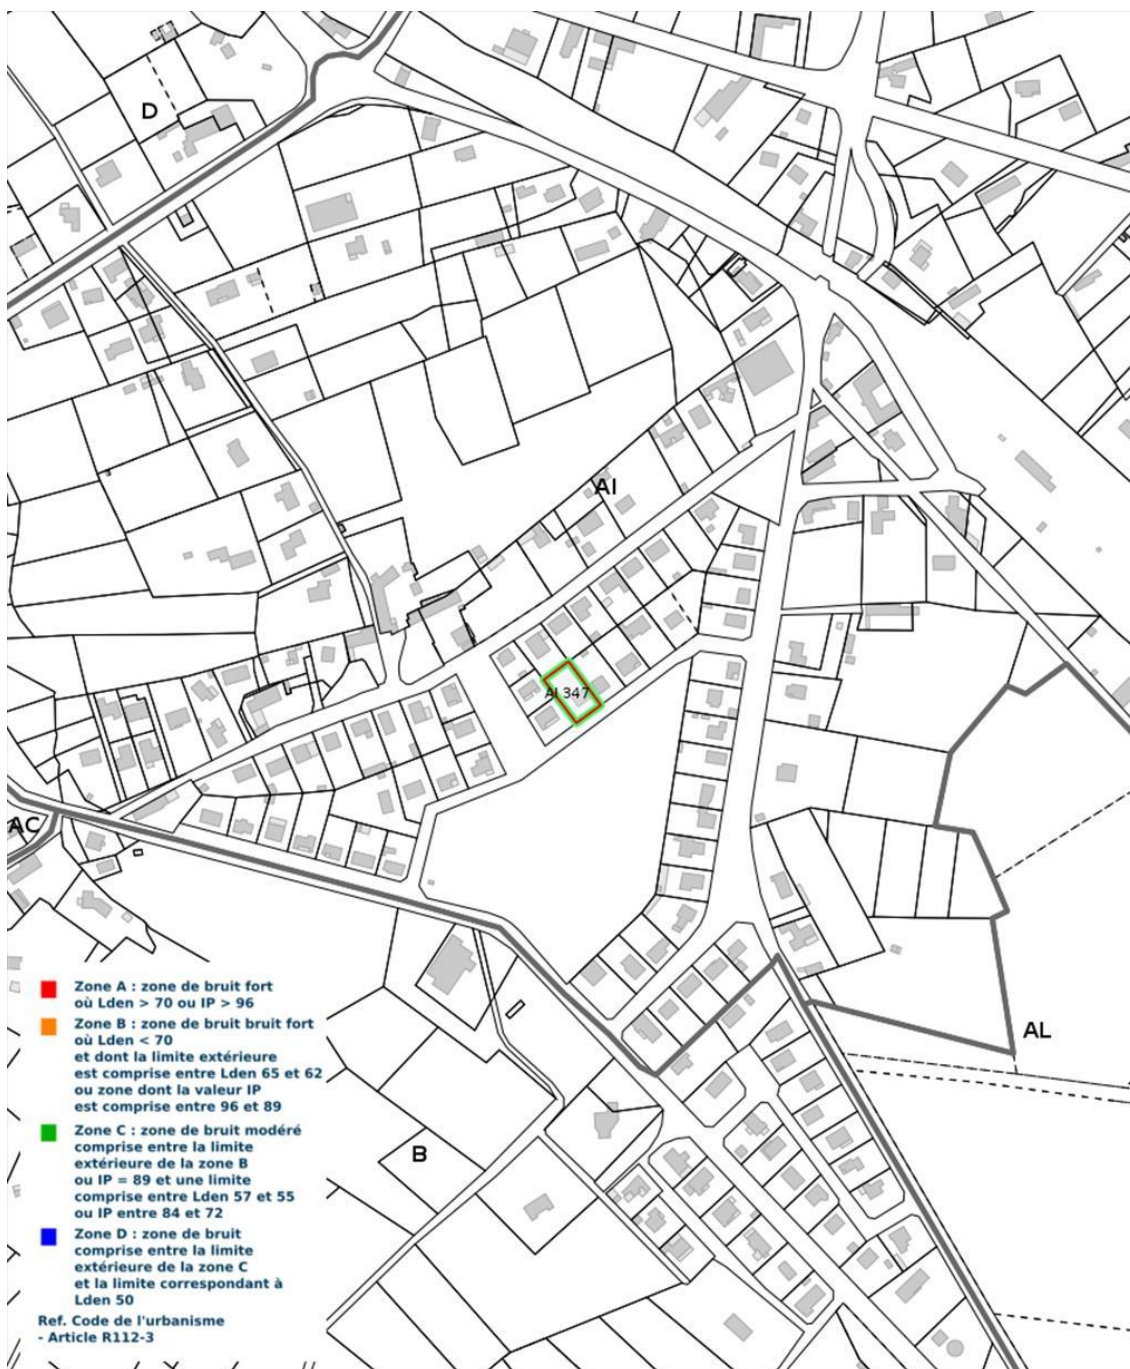 D
AI
AI 347
AC
AL
B
Zone A : zone de bruit fort
où Lden > 70 ou IP > 96
Zone B : zone de bruit bruit fort
où Lden < 70
et dont la limite extérieure
est comprise entre Lden 65 et 62
ou zone dont la valeur IP
est comprise entre 96 et 89
Zone C : zone de bruit modéré
comprise entre la limite
extérieure de la zone B
ou IP = 89 et une limite
comprise entre Lden 57 et 55
ou IP entre 84 et 72
Zone D : zone de bruit
comprise entre la limite
extérieure de la zone C
et la limite correspondant à
Lden 50
Ref. Code de l'urbanisme
- Article R112-3